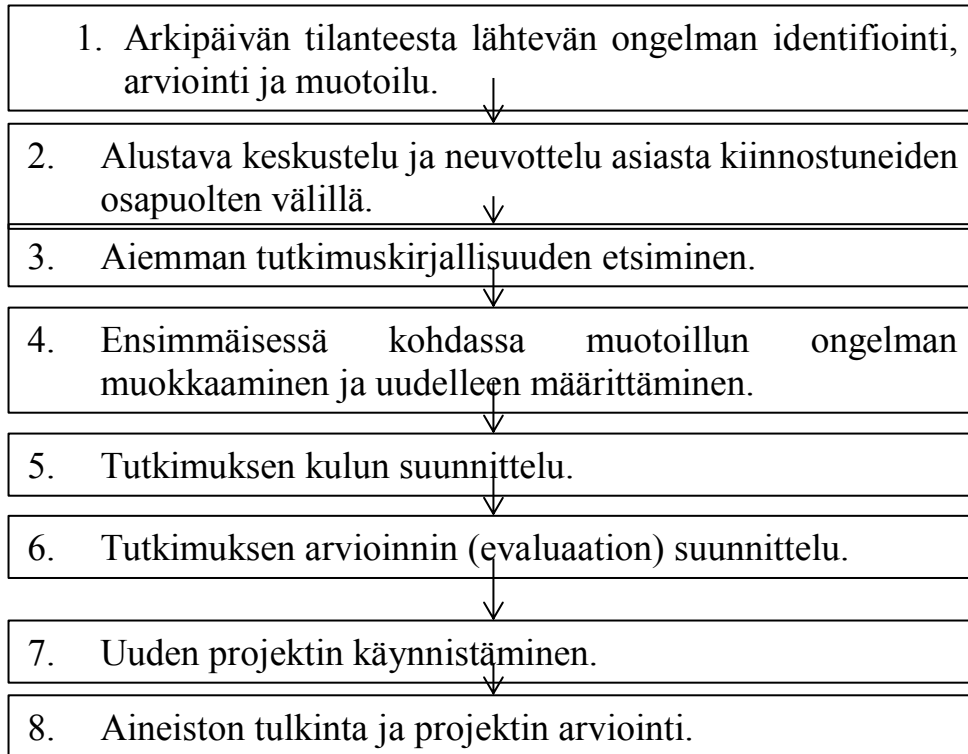 1. Arkipäivän tilanteesta lähtevän ongelman identifiointi,
arviointi ja muotoilu.
2. Alustava keskustelu ja neuvottelu asiasta kiinnostuneiden
osapuolten välillä.
3. Aiemman tutkimuskirjallisuuden etsiminen.
4. Ensimmäisessä kohdassa muotoillun ongelman
muokkaaminen ja uudelleen määrittäminen.
5. Tutkimuksen kulun suunnittelu.
6. Tutkimuksen arvioinnin (evaluaation) suunnittelu.
7. Uuden projektin käynnistäminen.
8. Aineiston tulkinta ja projektin arviointi.